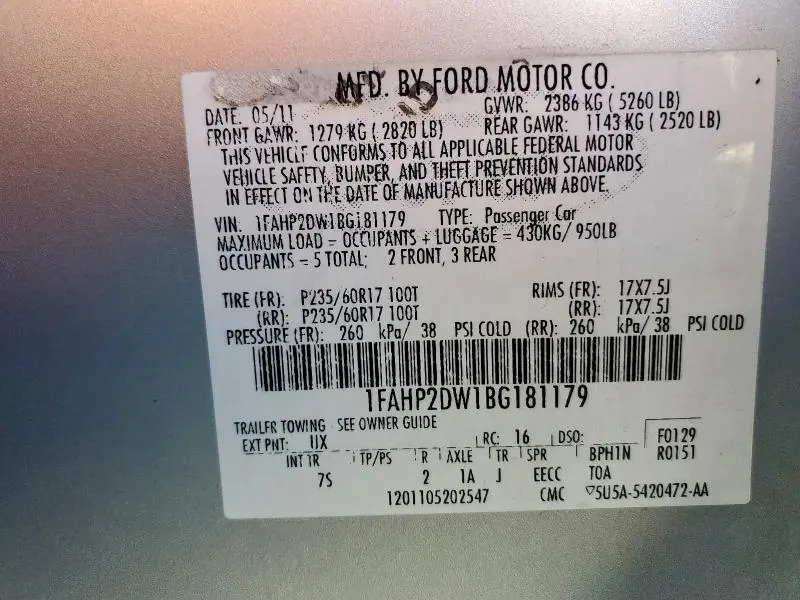 MFD. BY FORD MOTOR CO.
DATE: 05/11 GVWR: 2386 KG ( 5260 LB)
FRONT GAWR: 1279 KG ( 2820 LB) REAR GAWR: 1143 KG ( 2520 LB)
THIS VEHICLE CONFORMS TO ALL APPLICABLE FEDERAL MOTOR
VEHICLE SAFETY, BUMPER, AND THEFT PREVENTION STANDARDS
IN EFFECT ON THE DATE OF MANUFACTURE SHOWN ABOVE.
VIN: 1FAHP2DW1BG181179 TYPE: Passenger Car
MAXIMUM LOAD = OCCUPANTS + LUGGAGE = 430KG/ 950LB
OCCUPANTS = 5 TOTAL; 2 FRONT, 3 REAR
TIRE (FR): P235/60R17 100T RIMS (FR): 17X7.5J
(RR): P235/60R17 100T (RR): 17X7.5J
PRESSURE (FR): 260 kPa/ 38 PSI COLD (RR): 260 kPa/ 38 PSI COLD
1FAHP2DW1BG181179
TRAILER TOWING SEE OWNER GUIDE
EXT PNT: UX RC: 16 DSO: F0129
INT TR TP/PS R AXLE TR SPR BPH1N R0151
7S 2 1A J EECC T0A
1201105202547 CMC ▽5U5A-5420472-AA